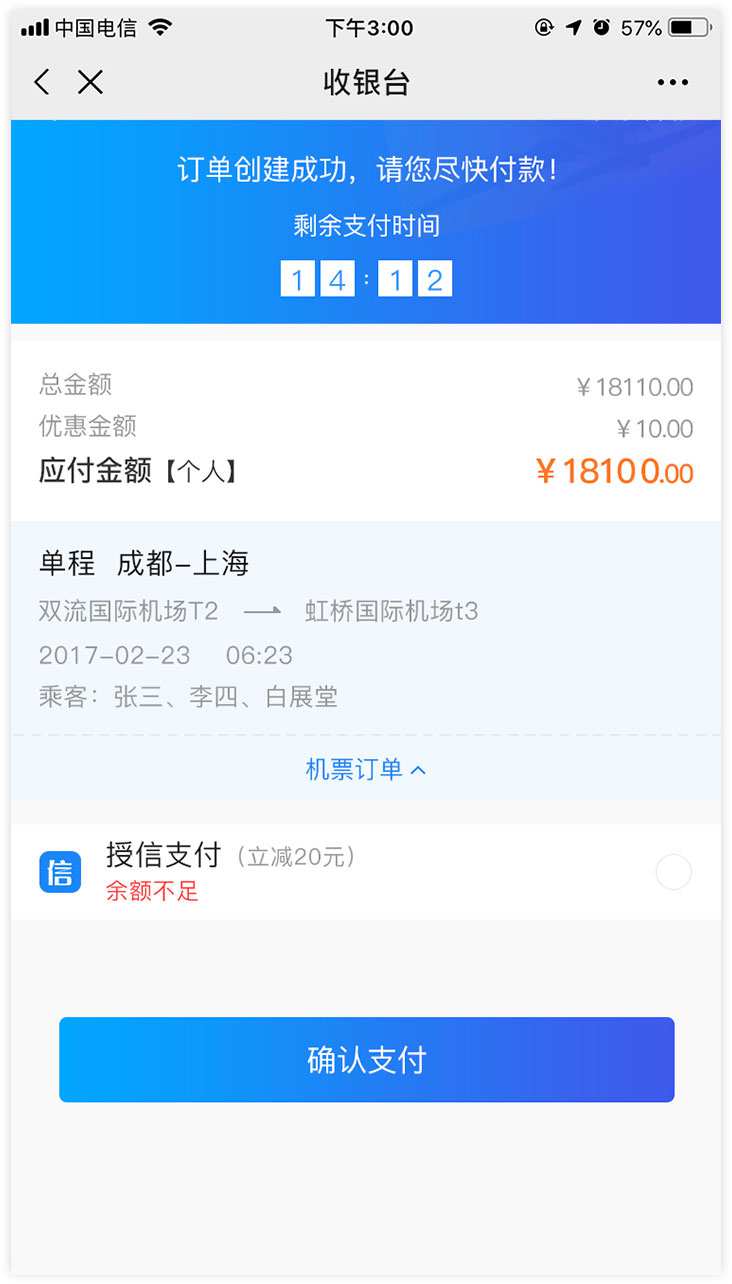 中国电信 下午3:00 57%
收银台
订单创建成功，请您尽快付款！
剩余支付时间
14:12
总金额 ￥18110.00
优惠金额 ￥10.00
应付金额【个人】 ￥18100.00
单程 成都–上海
双流国际机场T2 虹桥国际机场t3
2017–02–23 06:23
乘客：张三、李四、白展堂
机票订单
授信支付（立减20元）
信
余额不足
确认支付